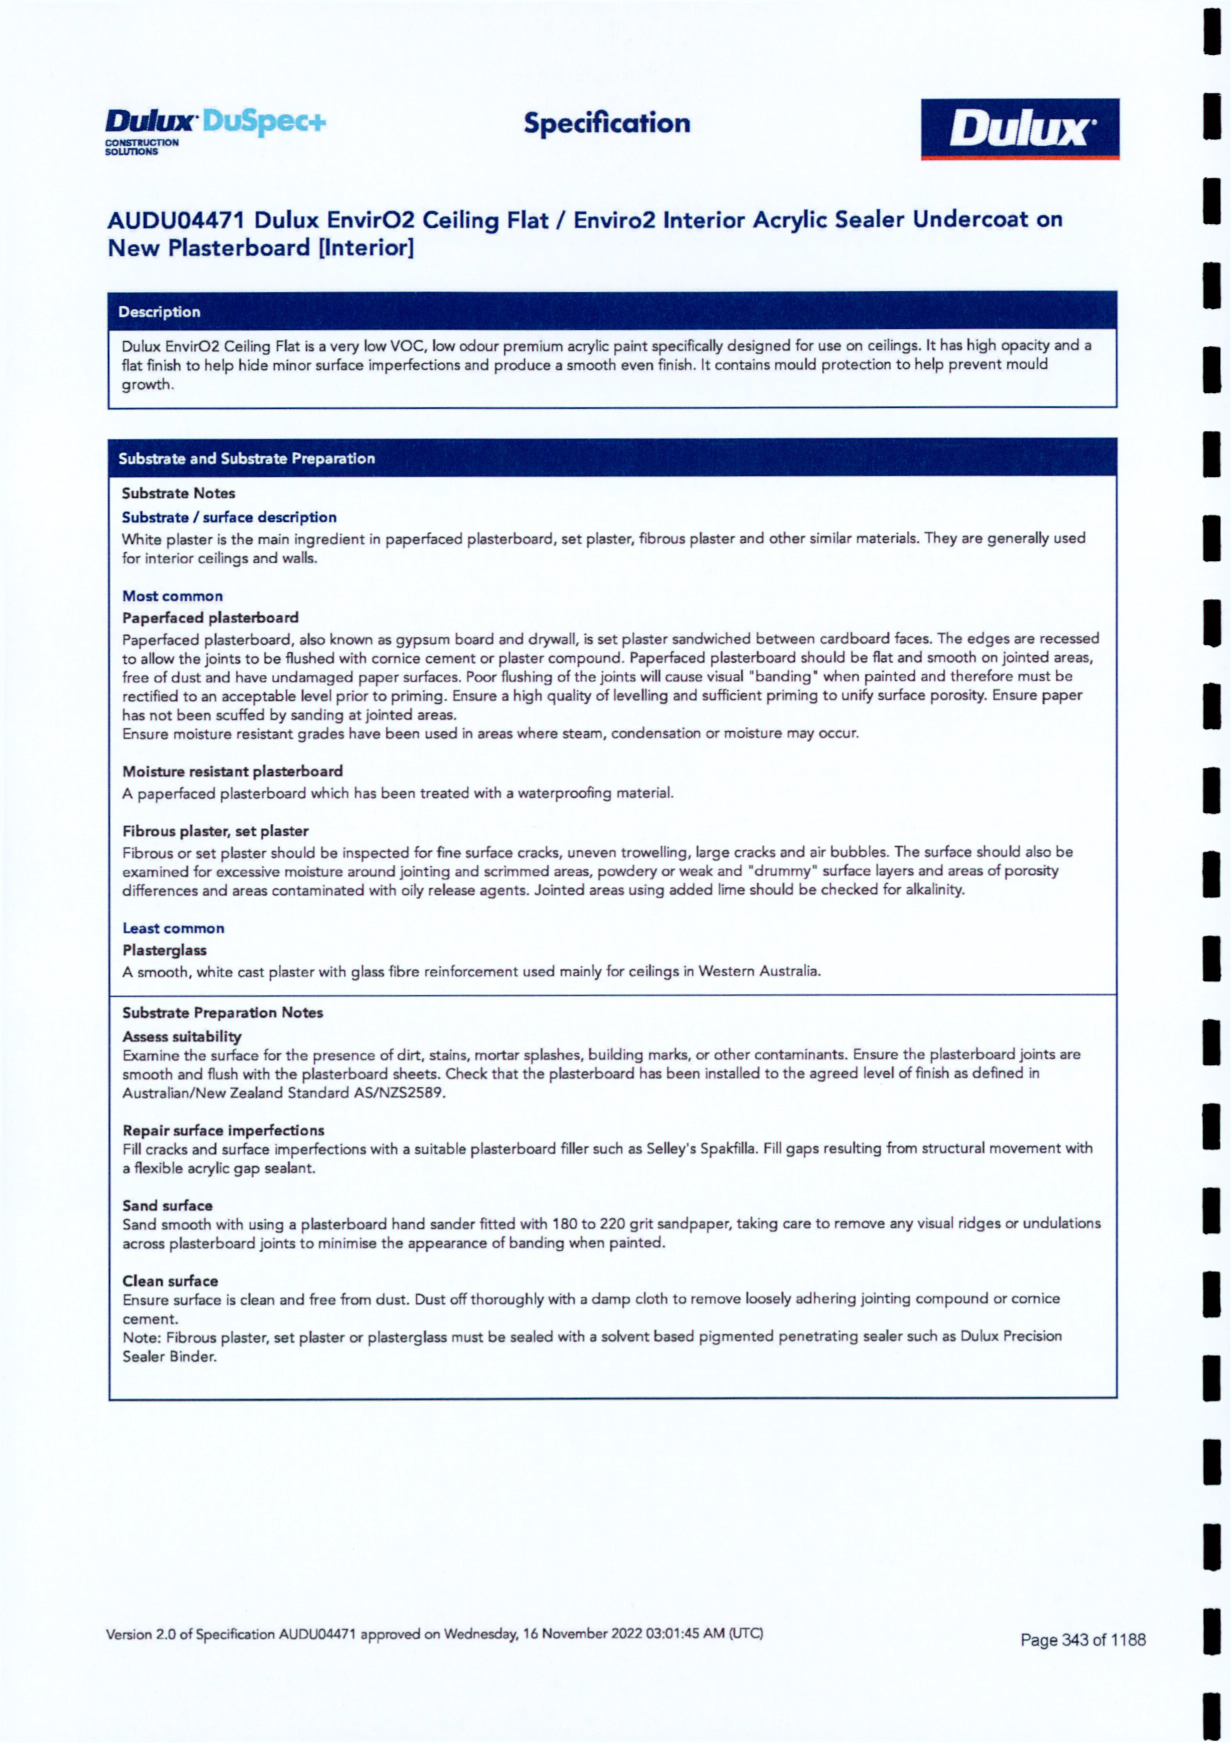 Dulux DuSpec+
CONSTRUCTION
SOLUTIONS
Specification
Dulux
AUDU04471 Dulux EnvirO2 Ceiling Flat / Enviro2 Interior Acrylic Sealer Undercoat on
New Plasterboard [Interior]
Description
Dulux EnvirO2 Ceiling Flat is a very low VOC, low odour premium acrylic paint specifically designed for use on ceilings. It has high opacity and a
flat finish to help hide minor surface imperfections and produce a smooth even finish. It contains mould protection to help prevent mould
growth.
Substrate and Substrate Preparation
Substrate Notes
Substrate / surface description
White plaster is the main ingredient in paperfaced plasterboard, set plaster, fibrous plaster and other similar materials. They are generally used
for interior ceilings and walls.
Most common
Paperfaced plasterboard
Paperfaced plasterboard, also known as gypsum board and drywall, is set plaster sandwiched between cardboard faces. The edges are recessed
to allow the joints to be flushed with cornice cement or plaster compound. Paperfaced plasterboard should be flat and smooth on jointed areas,
free of dust and have undamaged paper surfaces. Poor flushing of the joints will cause visual "banding" when painted and therefore must be
rectified to an acceptable level prior to priming. Ensure a high quality of levelling and sufficient priming to unify surface porosity. Ensure paper
has not been scuffed by sanding at jointed areas.
Ensure moisture resistant grades have been used in areas where steam, condensation or moisture may occur.
Moisture resistant plasterboard
A paperfaced plasterboard which has been treated with a waterproofing material.
Fibrous plaster, set plaster
Fibrous or set plaster should be inspected for fine surface cracks, uneven trowelling, large cracks and air bubbles. The surface should also be
examined for excessive moisture around jointing and scrimmed areas, powdery or weak and "drummy" surface layers and areas of porosity
differences and areas contaminated with oily release agents. Jointed areas using added lime should be checked for alkalinity.
Least common
Plasterglass
A smooth, white cast plaster with glass fibre reinforcement used mainly for ceilings in Western Australia.
Substrate Preparation Notes
Assess suitability
Examine the surface for the presence of dirt, stains, mortar splashes, building marks, or other contaminants. Ensure the plasterboard joints are
smooth and flush with the plasterboard sheets. Check that the plasterboard has been installed to the agreed level of finish as defined in
Australian/New Zealand Standard AS/NZS2589.
Repair surface imperfections
Fill cracks and surface imperfections with a suitable plasterboard filler such as Selley's Spakfilla. Fill gaps resulting from structural movement with
a flexible acrylic gap sealant.
Sand surface
Sand smooth with using a plasterboard hand sander fitted with 180 to 220 grit sandpaper, taking care to remove any visual ridges or undulations
across plasterboard joints to minimise the appearance of banding when painted.
Clean surface
Ensure surface is clean and free from dust. Dust off thoroughly with a damp cloth to remove loosely adhering jointing compound or cornice
cement.
Note: Fibrous plaster, set plaster or plasterglass must be sealed with a solvent based pigmented penetrating sealer such as Dulux Precision
Sealer Binder.
Version 2.0 of Specification AUDU04471 approved on Wednesday, 16 November 2022 03:01:45 AM (UTC)
Page 343 of 1188